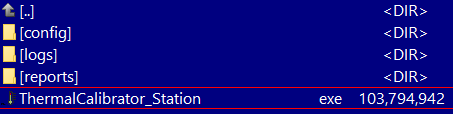 [..] <DIR>
[config] <DIR>
[logs] <DIR>
[reports] <DIR>
ThermalCalibrator_Station exe 103,794,942